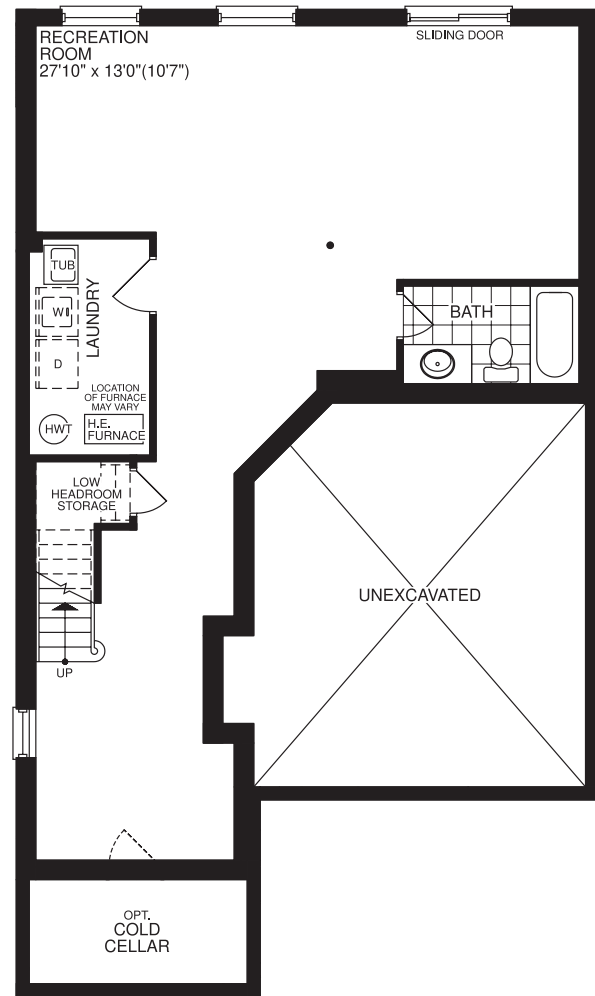 RECREATION
ROOM
27'10" x 13'0"(10'7")
SLIDING DOOR
TUB
W
LAUNDRY
D
LOCATION
OF FURNACE
MAY VARY
HWT
H.E.
FURNACE
BATH
LOW
HEADROOM
STORAGE
UP
UNEXCAVATED
OPT.
COLD
CELLAR